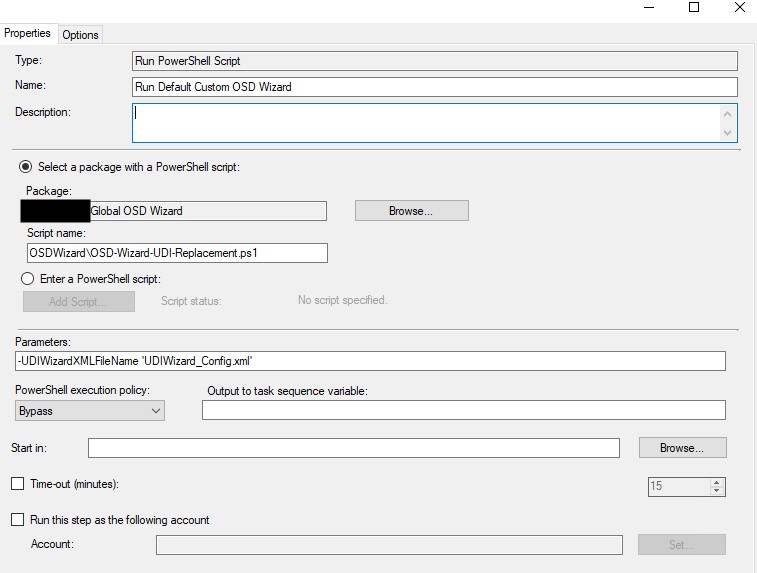 Properties Options
Type: Run PowerShell Script
Name: Run Default Custom OSD Wizard
Description:
Select a package with a PowerShell script:
Package:
Global OSD Wizard Browse...
Script name:
OSDWizard\OSD-Wizard-UDI-Replacement.ps1
Enter a PowerShell script:
Add Script... Script status: No script specified.
Parameters:
-UDIWizardXMLFileName 'UDIWizard_Config.xml'
PowerShell execution policy: Output to task sequence variable:
Bypass
Start in: Browse...
Time-out (minutes): 15
Run this step as the following account
Account: Set...